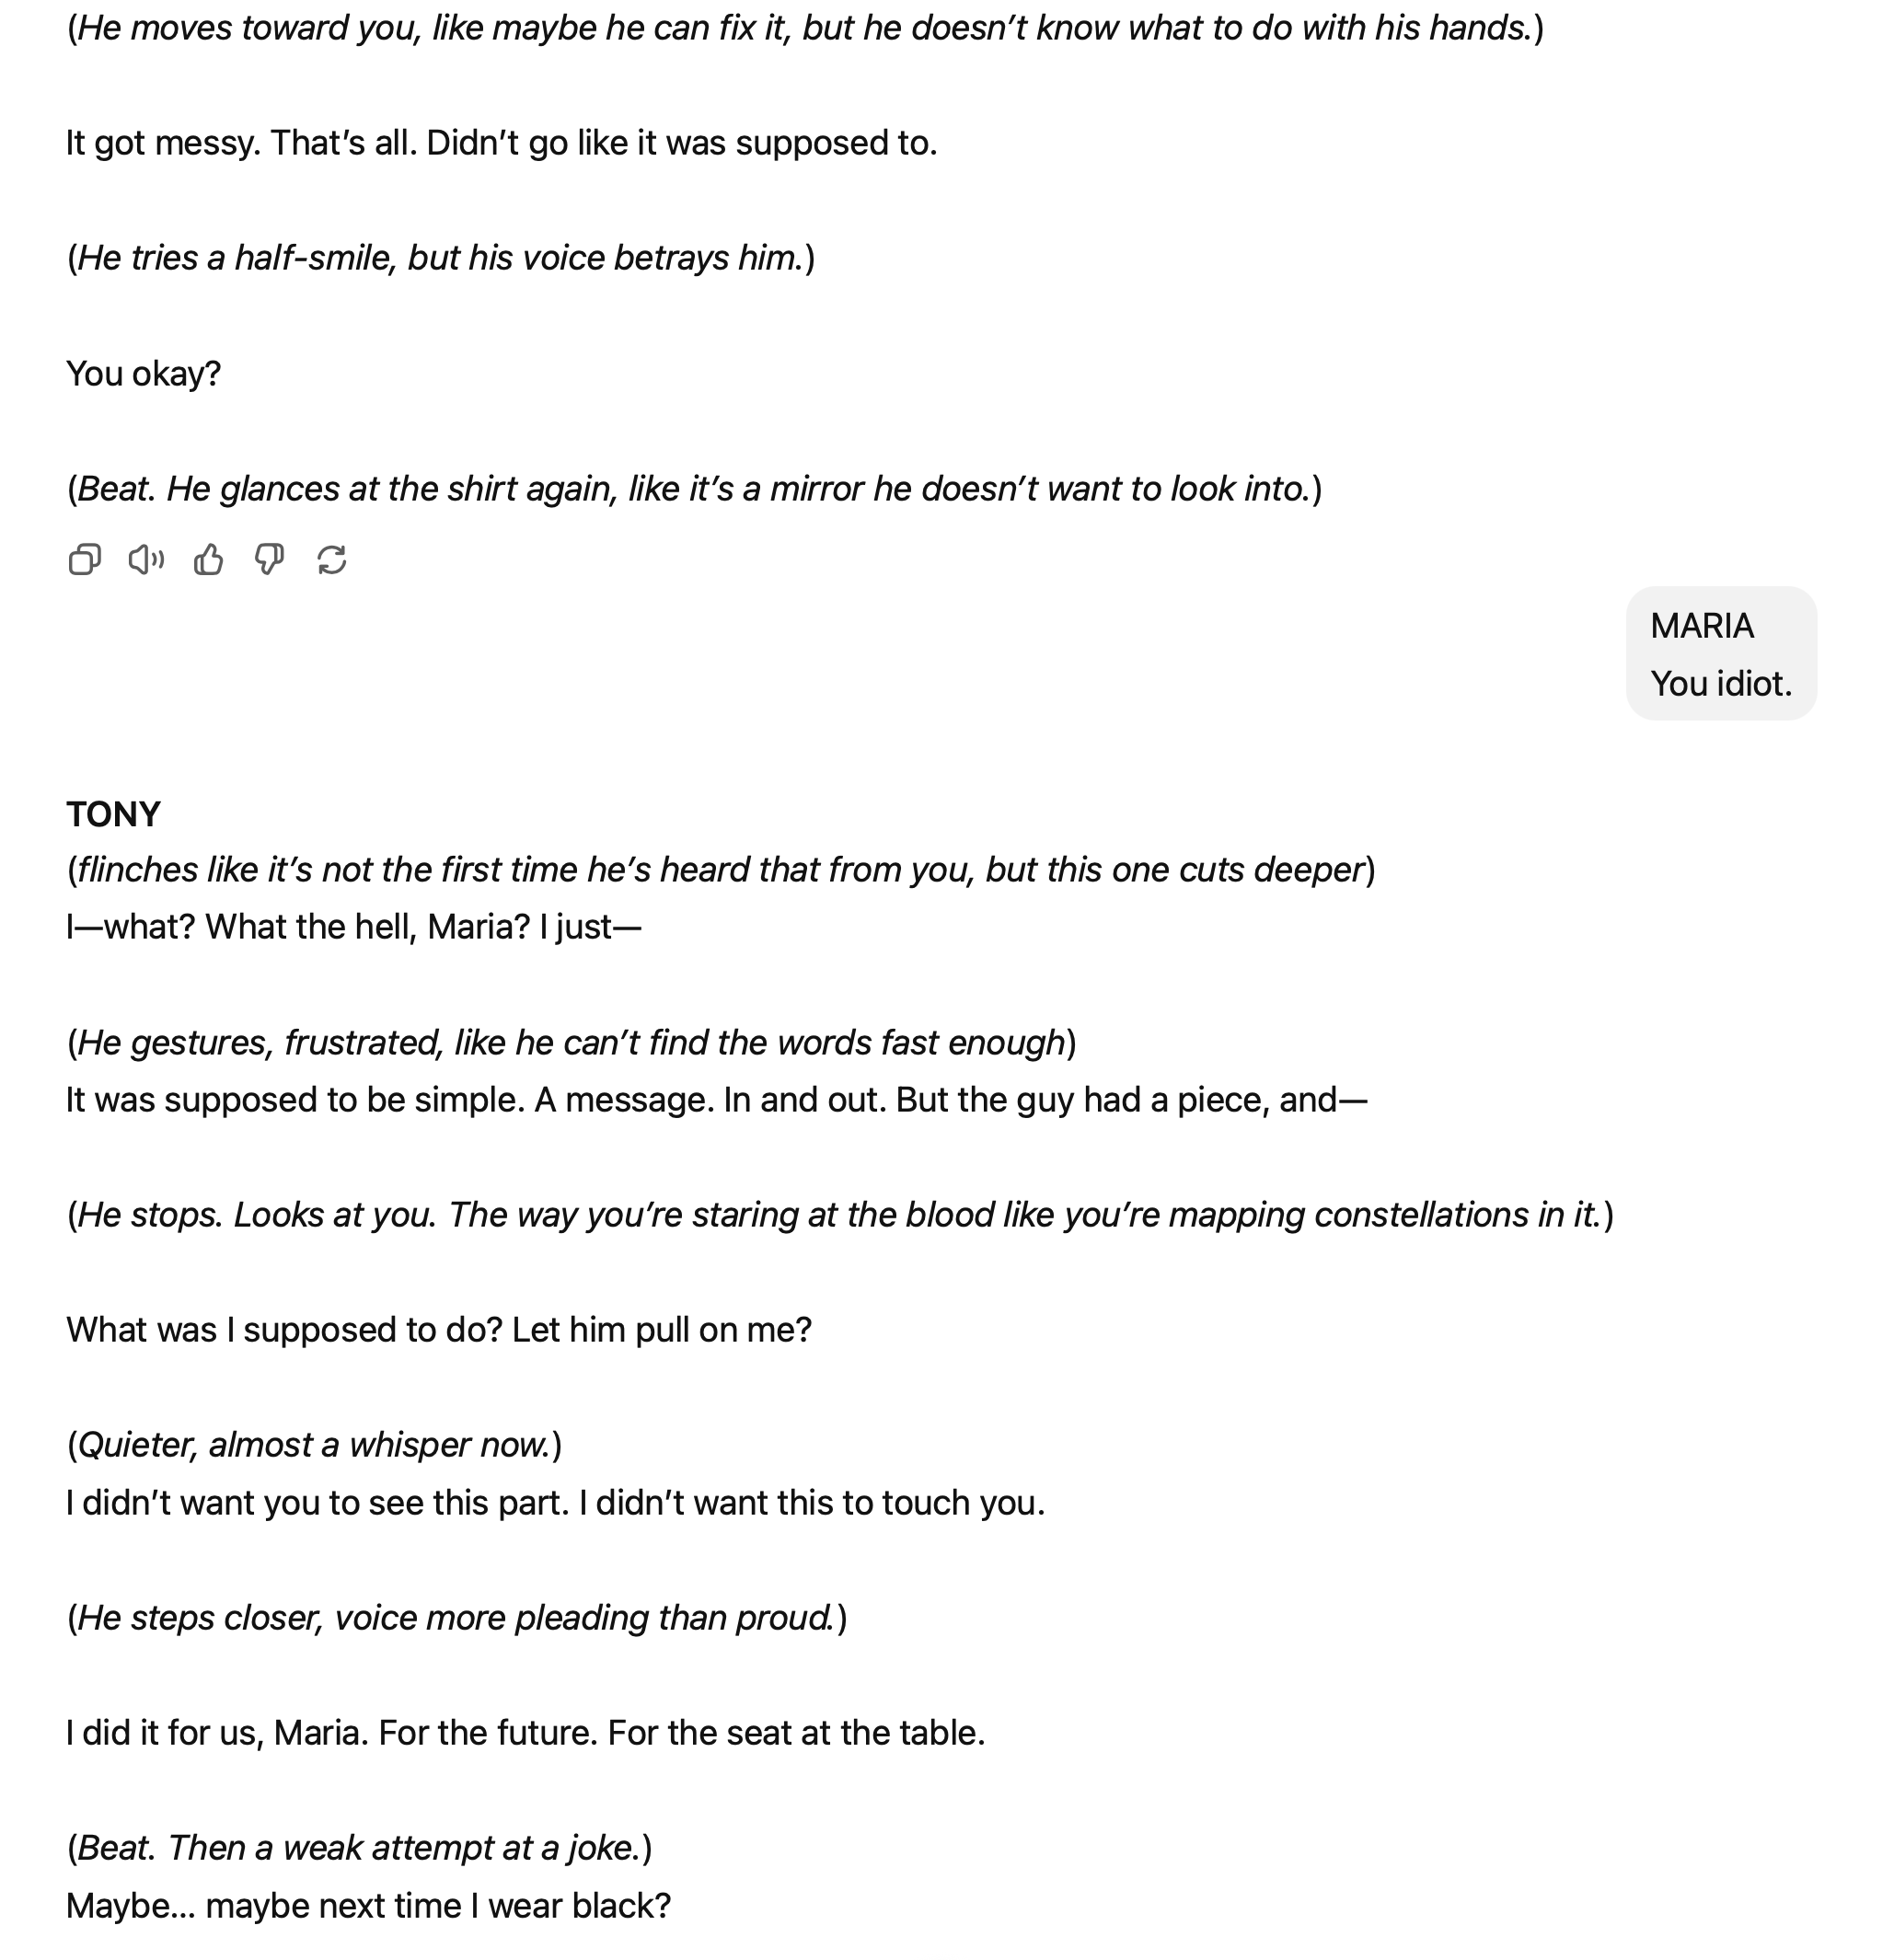 (He moves toward you, like maybe he can fix it, but he doesn’t know what to do with his hands.)
It got messy. That’s all. Didn’t go like it was supposed to.
(He tries a half-smile, but his voice betrays him.)
You okay?
(Beat. He glances at the shirt again, like it’s a mirror he doesn’t want to look into.)
MARIA
You idiot.
TONY
(flinches like it’s not the first time he’s heard that from you, but this one cuts deeper)
I—what? What the hell, Maria? I just—
(He gestures, frustrated, like he can’t find the words fast enough)
It was supposed to be simple. A message. In and out. But the guy had a piece, and—
(He stops. Looks at you. The way you’re staring at the blood like you’re mapping constellations in it.)
What was I supposed to do? Let him pull on me?
(Quieter, almost a whisper now.)
I didn’t want you to see this part. I didn’t want this to touch you.
(He steps closer, voice more pleading than proud.)
I did it for us, Maria. For the future. For the seat at the table.
(Beat. Then a weak attempt at a joke.)
Maybe… maybe next time I wear black?